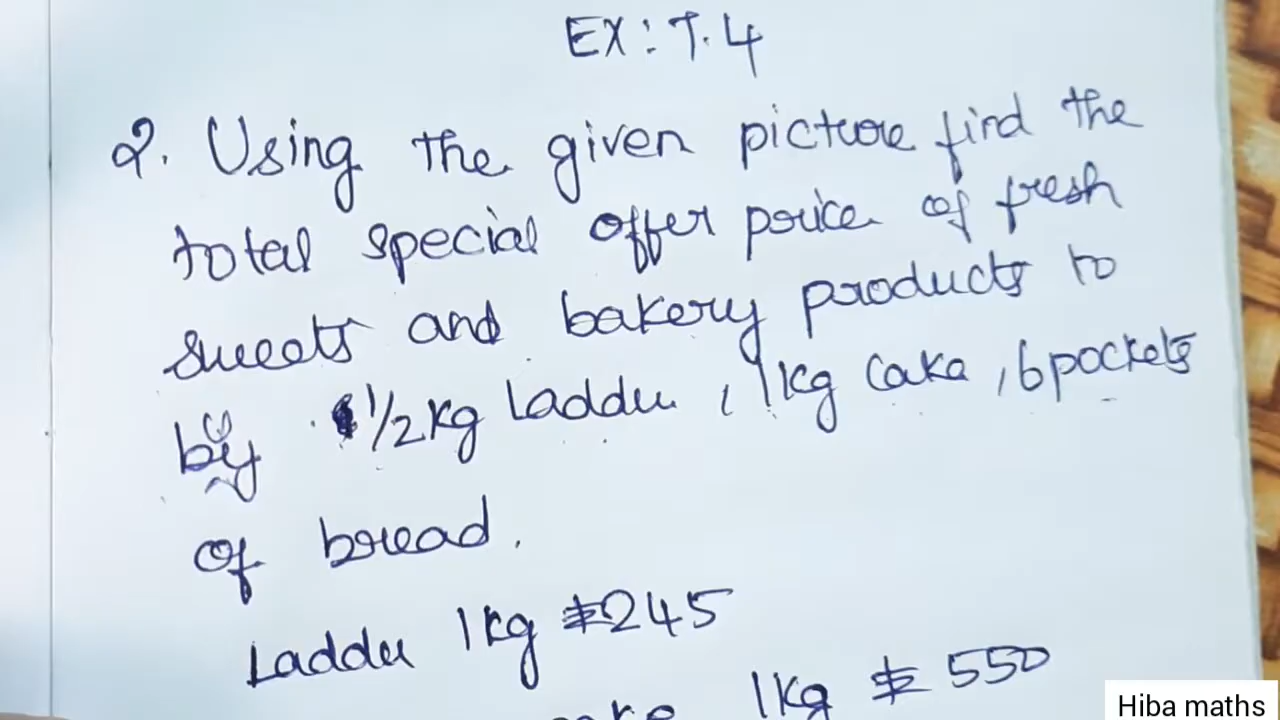 EX: 7.4
2. Using the given picture find the
total special offer price of fresh
sweets and bakery products to
by 1/2 kg Laddu, 1kg Cake, 6 pockets
of bread.
Laddu 1kg ₹245
1kg ₹ 550
Hiba maths